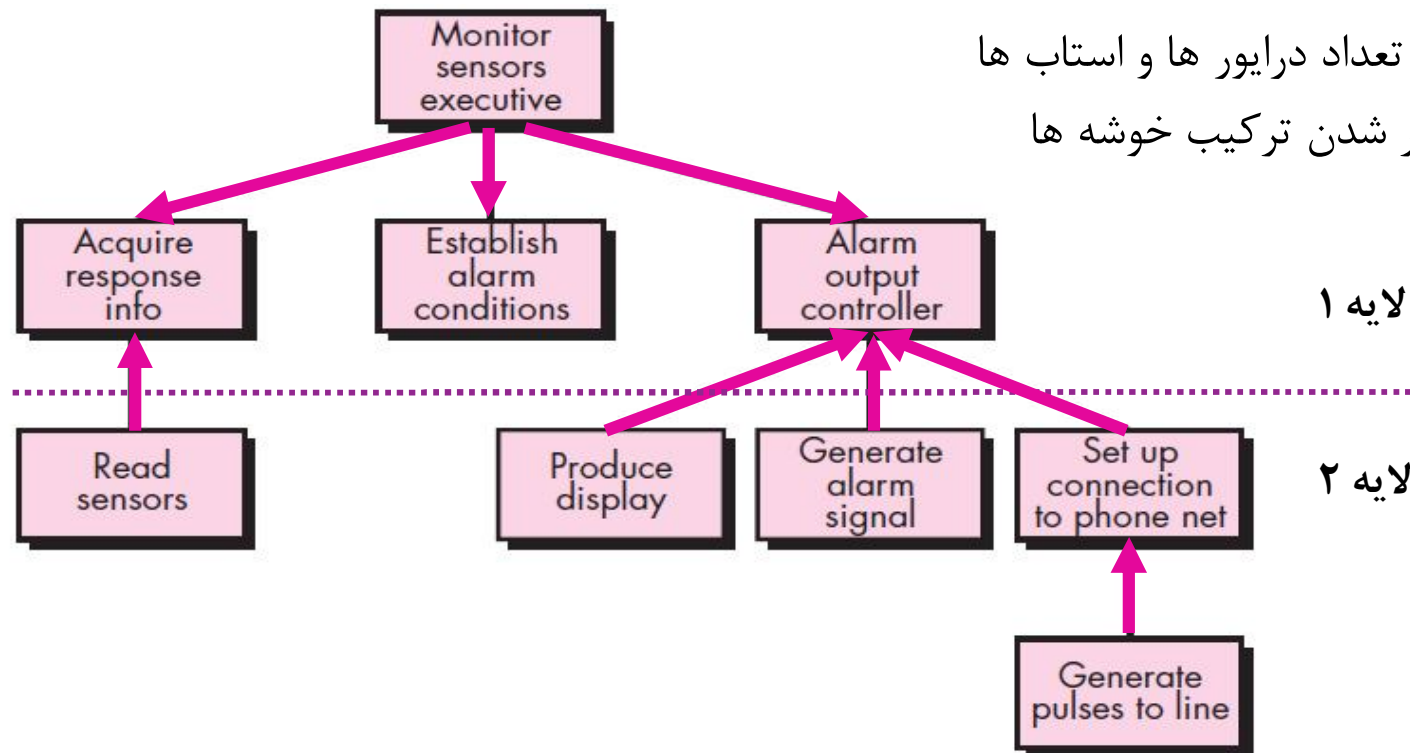 تعداد درایور ها و استاب ها
شدن ترکیب خوشه ها
Monitor
sensors
executive
Acquire
response
info
Establish
alarm
conditions
Alarm
output
controller
لایه ۱
Read
sensors
Produce
display
Generate
alarm
signal
Set up
connection
to phone net
لایه ۲
Generate
pulses to line